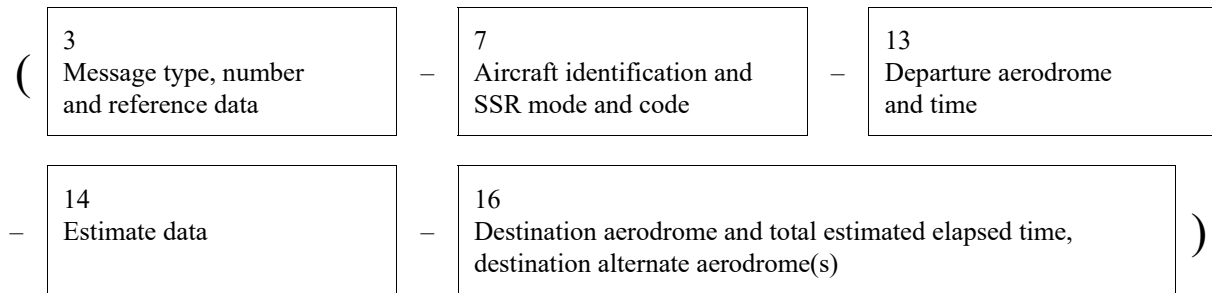 (
3
Message type, number
and reference data
–
7
Aircraft identification and
SSR mode and code
–
13
Departure aerodrome
and time
–
14
Estimate data
–
16
Destination aerodrome and total estimated elapsed time,
destination alternate aerodrome(s)
)